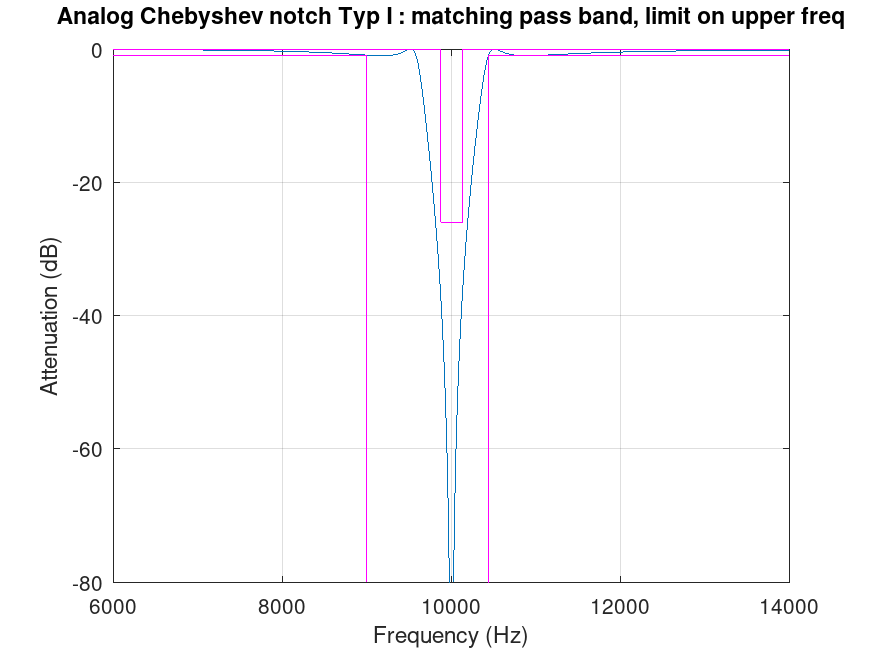 Analog Chebyshev notch Typ I : matching pass band, limit on upper freq
0
-20
-40
-60
-80
6000 8000 10000 12000 14000
Attenuation (dB)
Frequency (Hz)